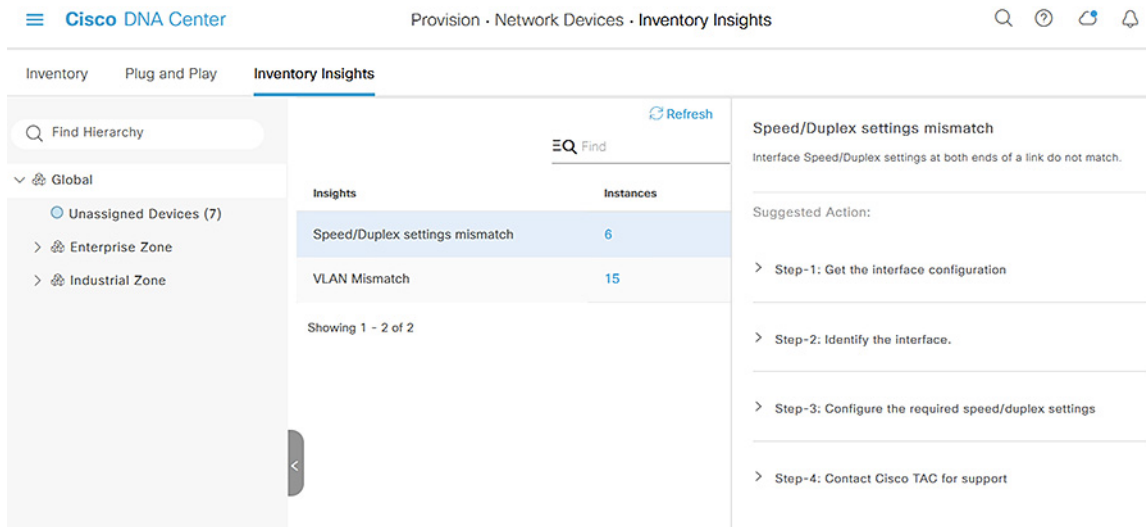 Cisco DNA Center
Provision · Network Devices · Inventory Insights
Inventory
Plug and Play
Inventory Insights
Find Hierarchy
Global
Unassigned Devices (7)
Enterprise Zone
Industrial Zone
Refresh
Find
Insights Instances
Speed/Duplex settings mismatch 6
VLAN Mismatch 15
Showing 1 - 2 of 2
Speed/Duplex settings mismatch
Interface Speed/Duplex settings at both ends of a link do not match.
Suggested Action:
Step-1: Get the interface configuration
Step-2: Identify the interface.
Step-3: Configure the required speed/duplex settings
Step-4: Contact Cisco TAC for support